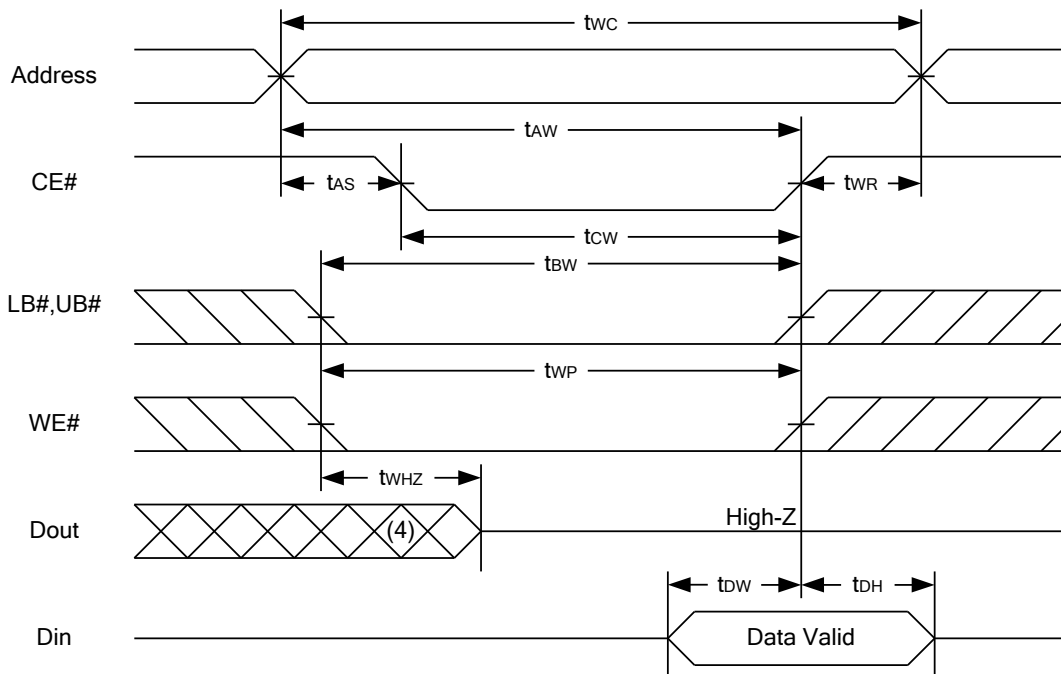 tWC
Address
tAW
CE#
tAS
tWR
tCW
tBW
LB#,UB#
tWP
WE#
tWHZ
Dout
(4)
High-Z
tDW
tDH
Din
Data Valid